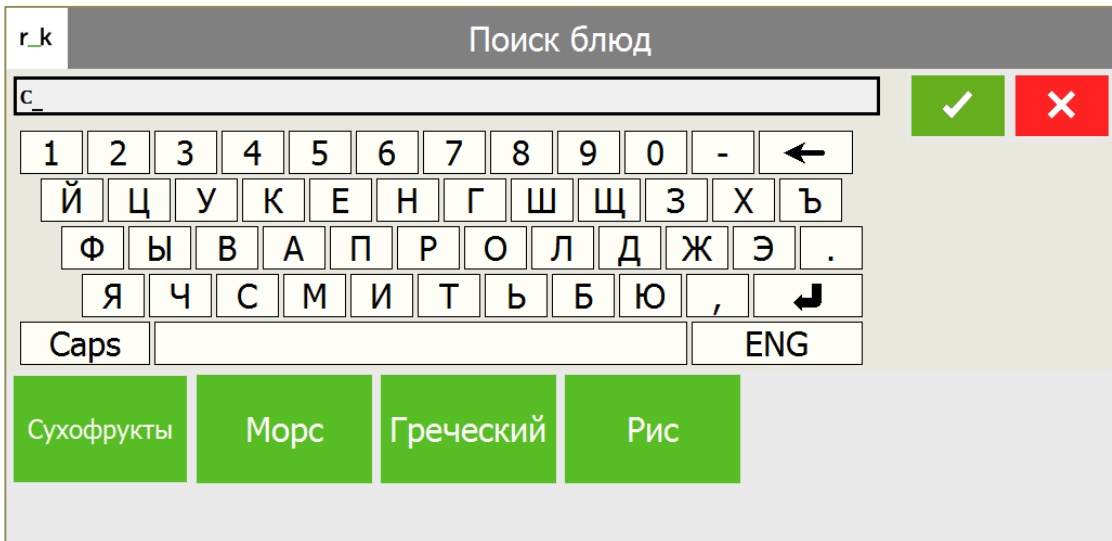 r_k
Поиск блюд
с_
1 2 3 4 5 6 7 8 9 0 - ←
Й Ц У К Е Н Г Ш Щ З Х Ъ
Ф Ы В А П Р О Л Д Ж Э .
Я Ч С М И Т Ь Б Ю ,
Caps ENG
Сухофрукты Морс Греческий Рис